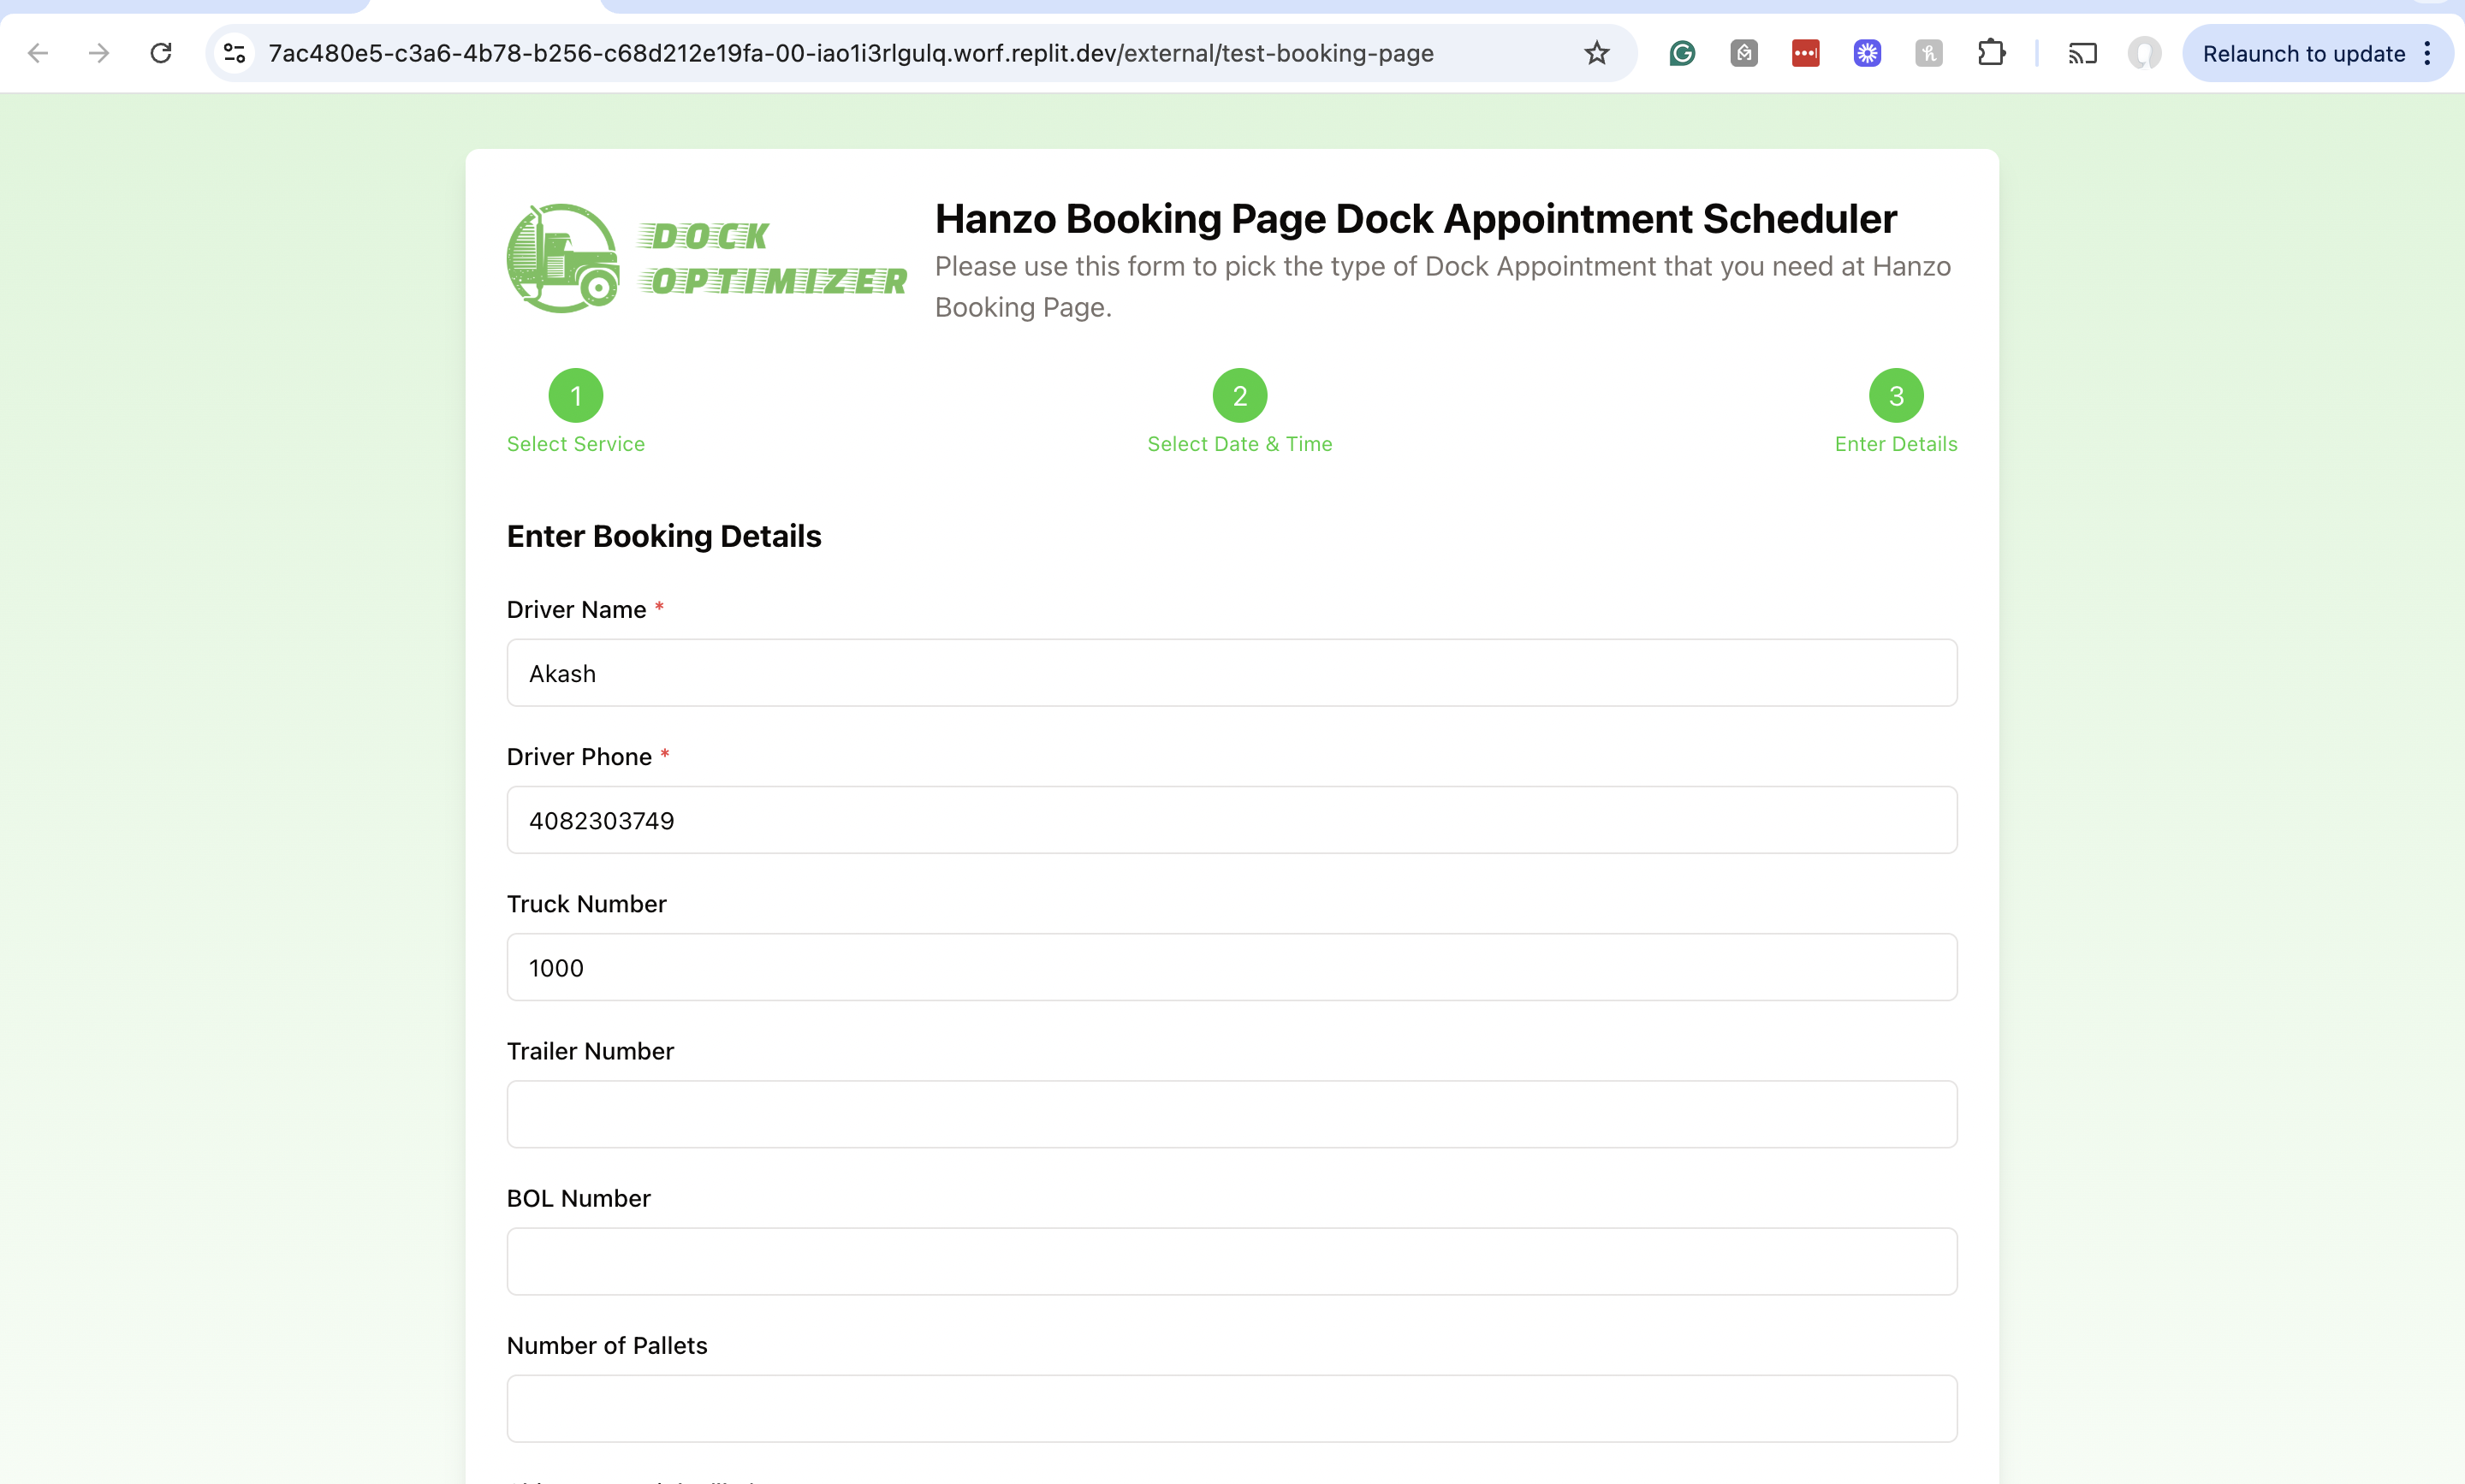 7ac480e5-c3a6-4b78-b256-c68d212e19fa-00-iao1i3rlgulq.worf.replit.dev/external/test-booking-page
Relaunch to update
DOCK
OPTIMIZER
Hanzo Booking Page Dock Appointment Scheduler
Please use this form to pick the type of Dock Appointment that you need at Hanzo
Booking Page.
1
2
3
Select Service
Select Date & Time
Enter Details
Enter Booking Details
Driver Name *
Akash
Driver Phone *
4082303749
Truck Number
1000
Trailer Number
BOL Number
Number of Pallets